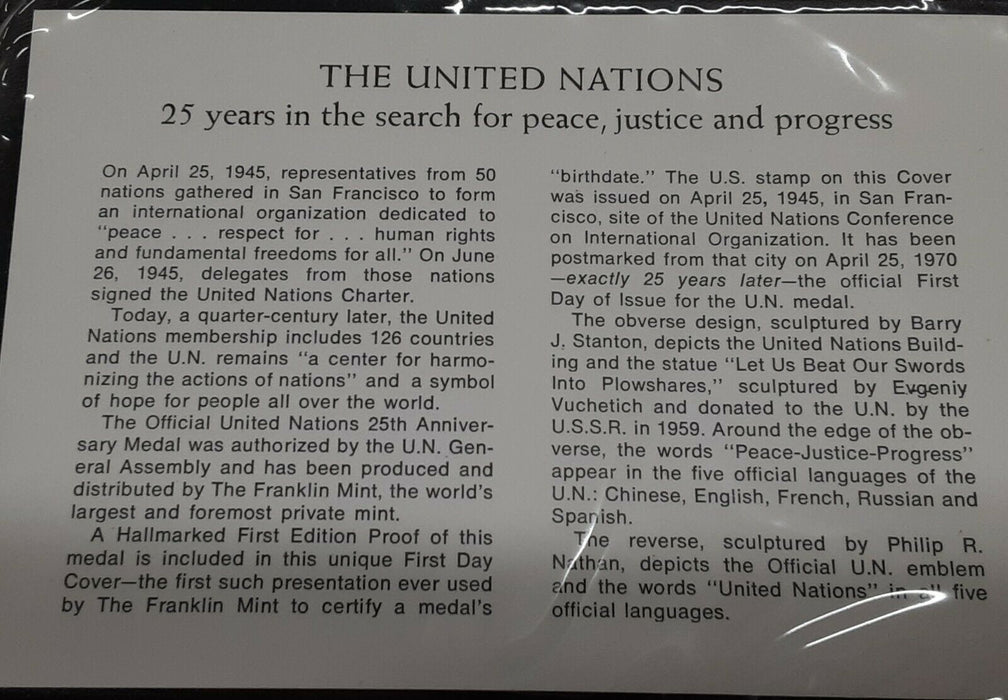 THE UNITED NATIONS
25 years in the search for peace, justice and progress
On April 25, 1945, representatives from 50
nations gathered in San Francisco to form
an international organization dedicated to
“peace . . . respect for . . . human rights
and fundamental freedoms for all.” On June
26, 1945, delegates from those nations
signed the United Nations Charter.
Today, a quarter-century later, the United
Nations membership includes 126 countries
and the U.N. remains “a center for harmo-
nizing the actions of nations” and a symbol
of hope for people all over the world.
The Official United Nations 25th Anniver-
sary Medal was authorized by the U.N. Gen-
eral Assembly and has been produced and
distributed by The Franklin Mint, the world's
largest and foremost private mint.
A Hallmarked First Edition Proof of this
medal is included in this unique First Day
Cover—the first such presentation ever used
by The Franklin Mint to certify a medal's
“birthdate.” The U.S. stamp on this Cover
was issued on April 25, 1945, in San Fran-
cisco, site of the United Nations Conference
on International Organization. It has been
postmarked from that city on April 25, 1970
—exactly 25 years later—the official First
Day of Issue for the U.N. medal.
The obverse design, sculptured by Barry
J. Stanton, depicts the United Nations Build-
ing and the statue “Let Us Beat Our Swords
Into Plowshares,” sculptured by Evgeniy
Vuchetich and donated to the U.N. by the
U.S.S.R. in 1959. Around the edge of the ob-
verse, the words “Peace-Justice-Progress”
appear in the five official languages of the
U.N.: Chinese, English, French, Russian and
Spanish.
The reverse, sculptured by Philip R.
Nathan, depicts the Official U.N. emblem
and the words “United Nations” in all five
official languages.